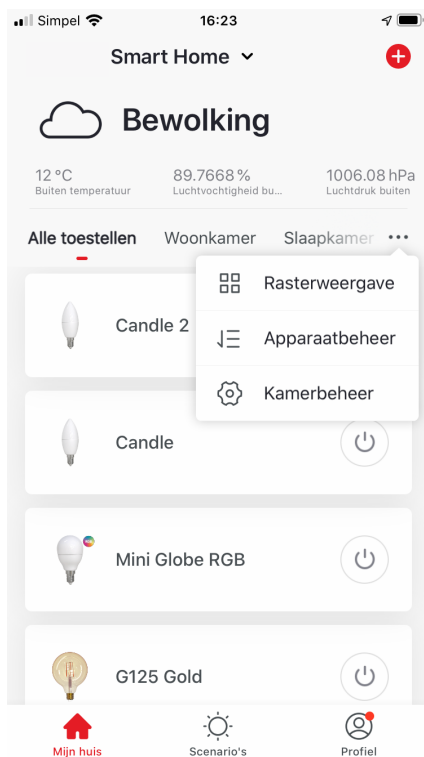 Simpel 16:23
Smart Home
Bewolking
12 °C 89.7668 % 1006.08 hPa
Buiten temperatuur Luchtvochtigheid bu... Luchtdruk buiten
Alle toestellen Woonkamer Slaapkamer
Rasterweergave
Candle 2
Apparaatbeheer
Kamerbeheer
Candle
Mini Globe RGB
G125 Gold
Mijn huis Scenario's Profiel